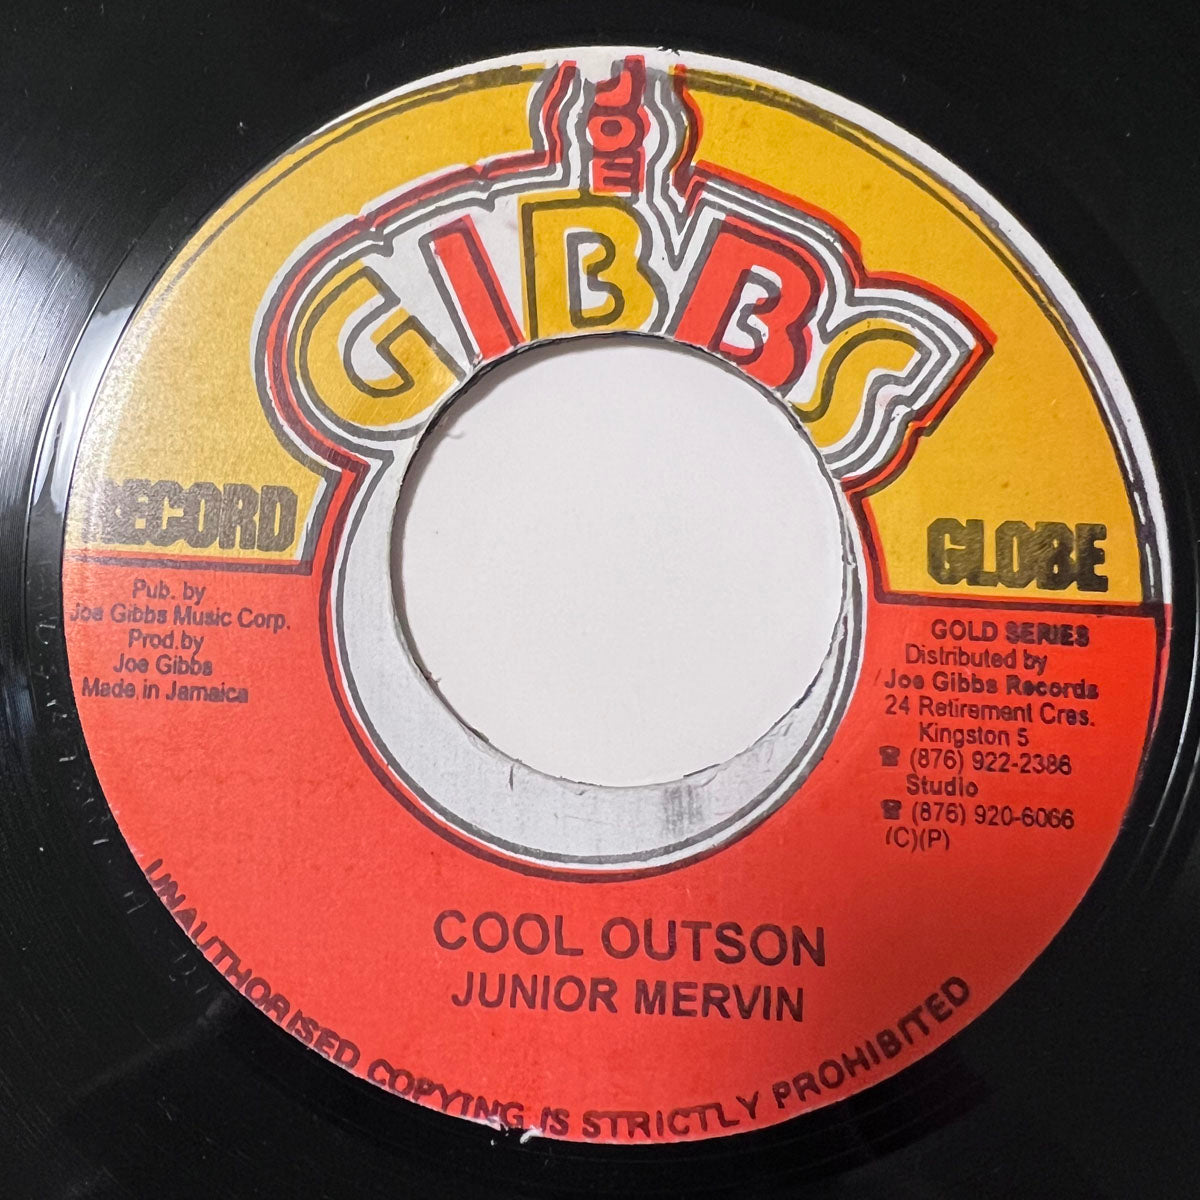 JOE
GIBBS
RECORD
GLOBE
Pub. by
Joe Gibbs Music Corp.
Prod.by
Joe Gibbs
Made in Jamaica
GOLD SERIES
Distributed by
Joe Gibbs Records
24 Retirement Cres.
Kingston 5
☎ (876) 922-2386
Studio
☎ (876) 920-6066
(C)(P)
COOL OUTSON
JUNIOR MERVIN
UNAUTHORISED COPYING IS STRICTLY PROHIBITED